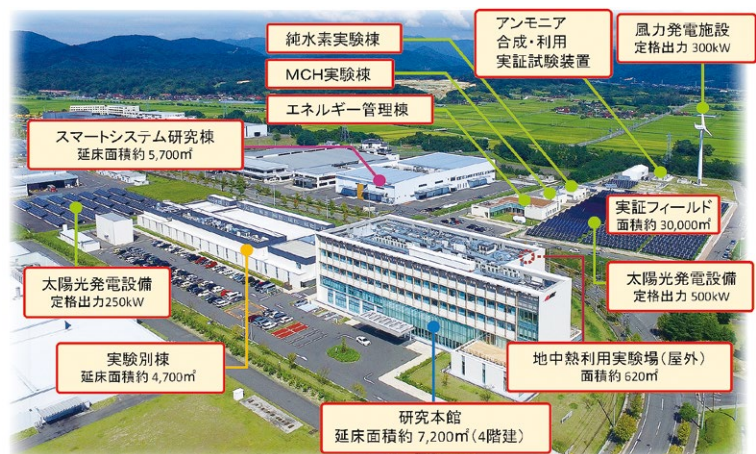 純水素実験棟
MCH実験棟
エネルギー管理棟
アンモニア
合成・利用
実証試験装置
風力発電施設
定格出力 300kW
スマートシステム研究棟
延床面積約 5,700㎡
実証フィールド
面積約 30,000㎡
太陽光発電設備
定格出力250kW
太陽光発電設備
定格出力 500kW
実験別棟
延床面積約 4,700㎡
地中熱利用実験場(屋外)
面積約 620㎡
研究本館
延床面積約 7,200㎡(4階建)